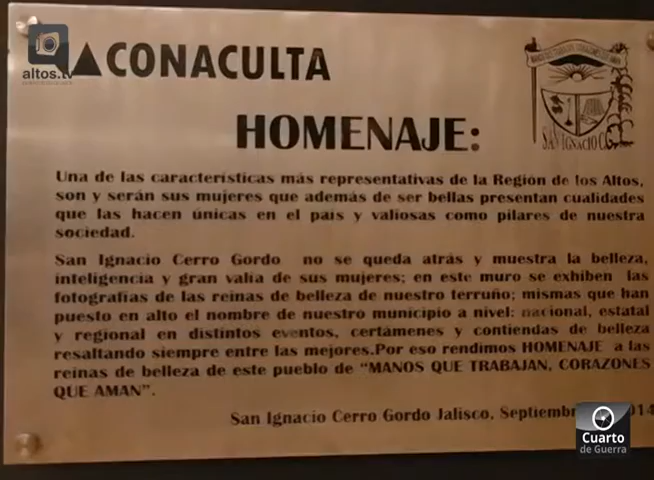 altos.tv
CONACULTA
SAN IGNACIO C.G.
HOMENAJE:
Una de las características más representativas de la Región de los Altos,
son y serán sus mujeres que además de ser bellas presentan cualidades
que las hacen únicas en el país y valiosas como pilares de nuestra
sociedad.
San Ignacio Cerro Gordo no se queda atrás y muestra la belleza,
inteligencia y gran valía de sus mujeres; en este muro se exhiben las
fotografías de las reinas de belleza de nuestro terruño; mismas que han
puesto en alto el nombre de nuestro municipio a nivel: nacional, estatal
y regional en distintos eventos, certámenes y contiendas de belleza
resaltando siempre entre las mejores.Por eso rendimos HOMENAJE a las
reinas de belleza de este pueblo de “MANOS QUE TRABAJAN, CORAZONES
QUE AMAN”.
San Ignacio Cerro Gordo Jalisco, Septiembre 2014
Cuarto
de Guerra